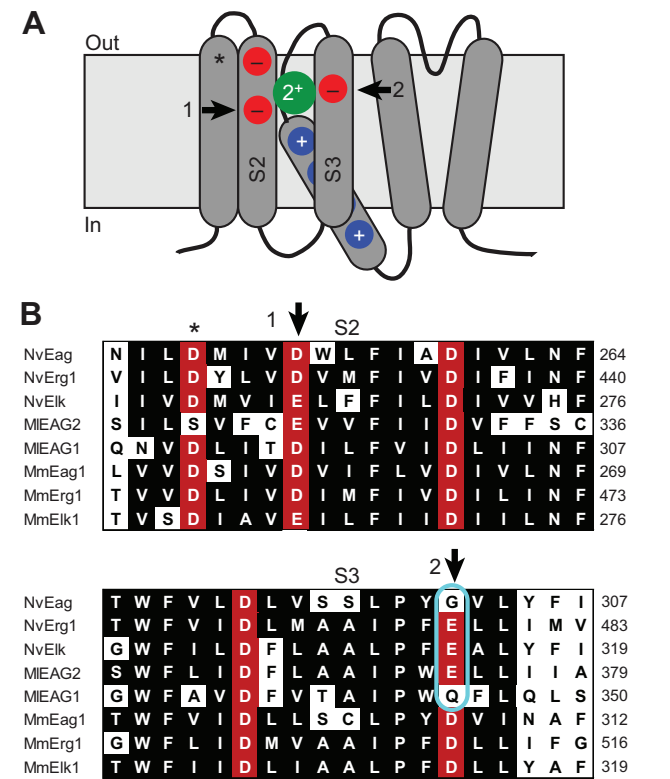 A
Out
*
−
2+
−
2
1
−
+
S2
S3
+
In
B
*
1
S2
NvEag N I L D M I V D W L F I A D I V L N F 264
NvErg1 V I L D Y L V D V M F I V D I F I N F 440
NvElk I I V D M V I E L F F I L D I V V H F 276
MlEAG2 S I L S V F C E V V F I I D V F F S C 336
MlEAG1 Q N V D L I T D I L F V I D L I I N F 307
MmEag1 L V V D S I V D V I F L V D I V L N F 269
MmErg1 T V V D L I V D I M F I V D I L I N F 473
MmElk1 T V S D I A V E I L F I I D I I L N F 276
S3
2
NvEag T W F V L D L V S S L P Y G V L Y F I 307
NvErg1 T W F V I D L M A A I P F E L L I M V 483
NvElk G W F I L D F L A A L P F E A L Y F I 319
MlEAG2 S W F L I D F L A A I P W E L L I I A 379
MlEAG1 G W F A V D F V T A I P W Q F L Q L S 350
MmEag1 T W F V I D L L S C L P Y D V I N A F 312
MmErg1 G W F L I D M V A A I P F D L L I F G 516
MmElk1 T W F I I D L I A A L P F D L L Y A F 319